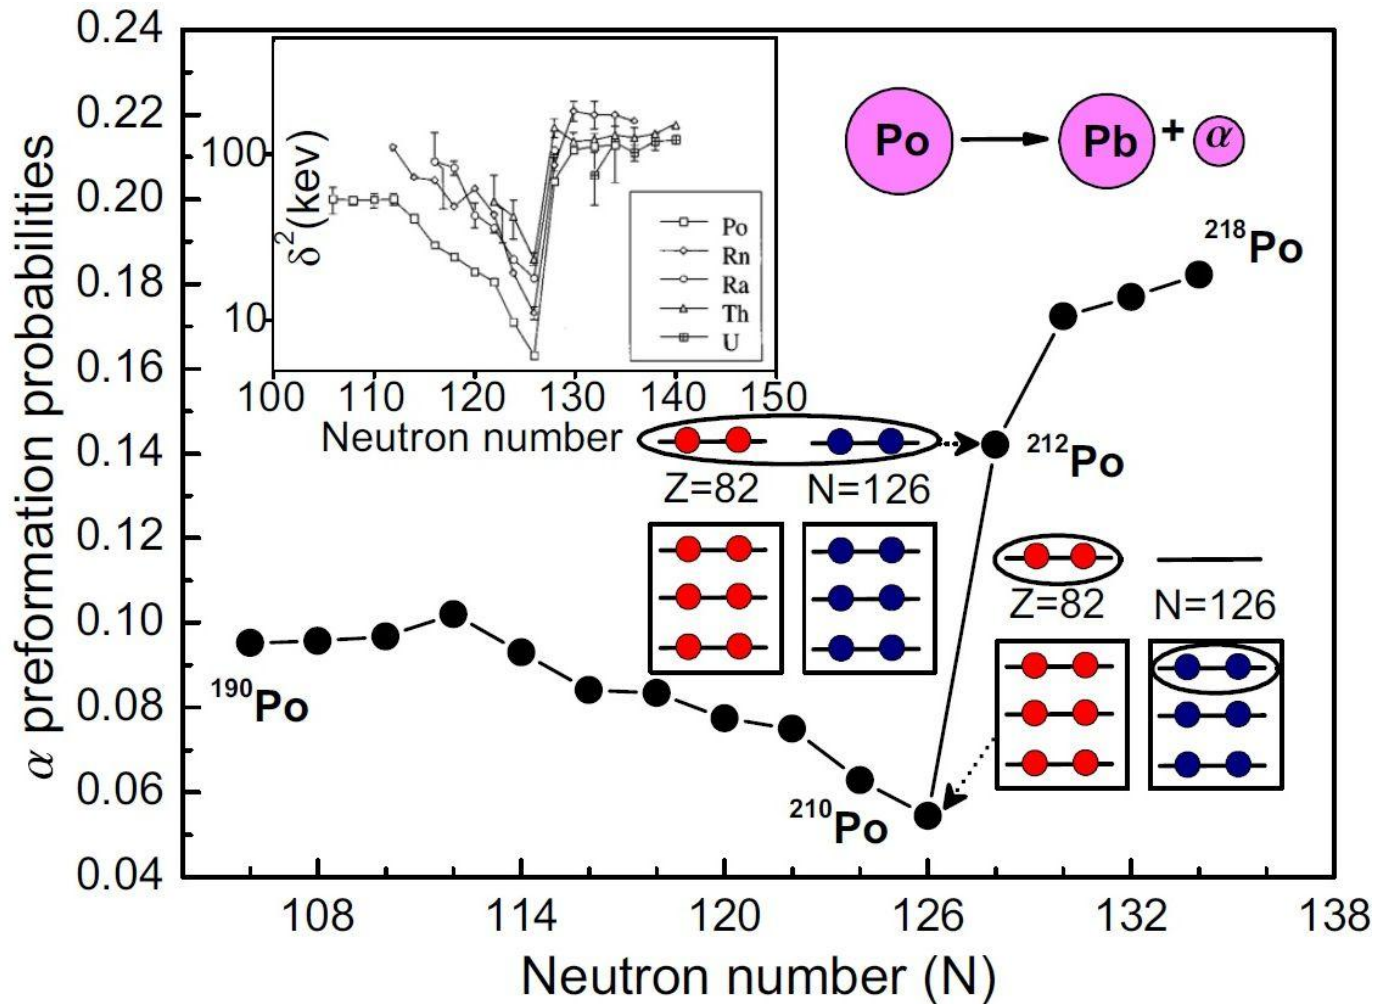 α preformation probabilities
0.24
0.22
0.20
0.18
0.16
0.14
0.12
0.10
0.08
0.06
0.04
δ²(kev)
100
10
100 110 120 130 140 150
Neutron number
Po
Rn
Ra
Th
U
Po Pb + α
²¹⁸Po
²¹²Po
Z=82 N=126
Z=82 N=126
¹⁹⁰Po
²¹⁰Po
108 114 120 126 132 138
Neutron number (N)